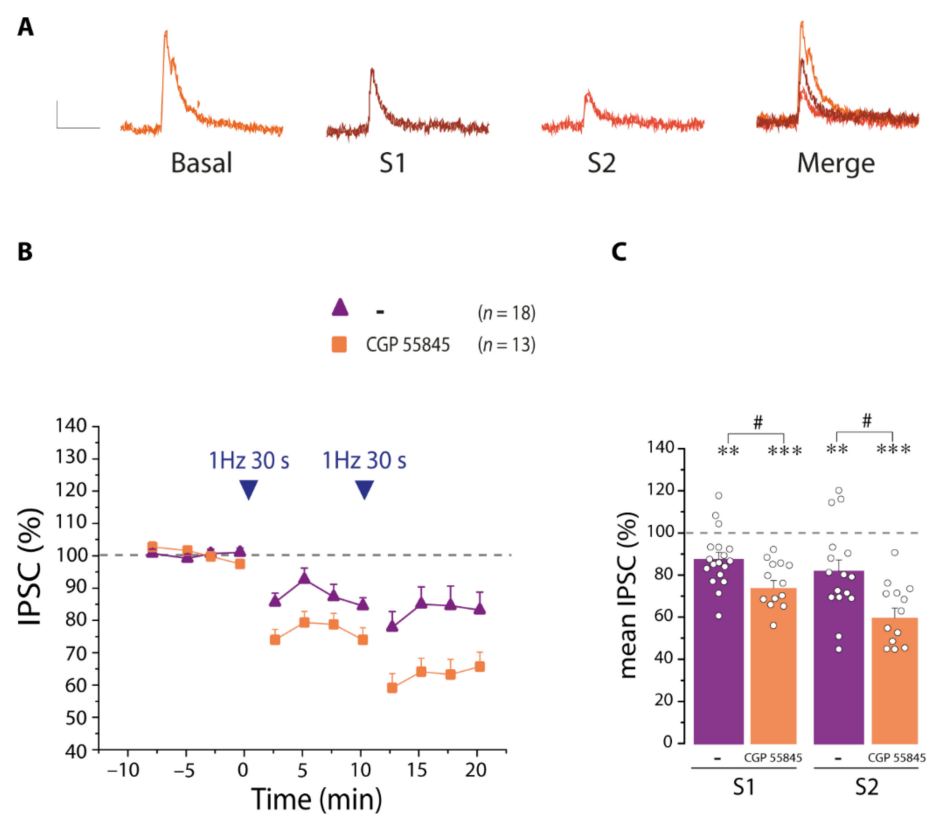 A
Basal
S1
S2
Merge
B
C
- (n = 18)
CGP 55845 (n = 13)
140
130
120
110
100
90
80
70
60
50
40
IPSC (%)
1Hz 30 s
1Hz 30 s
−10
−5
0
5
10
15
20
Time (min)
#
#
** *** ** ***
140
120
100
80
60
40
20
0
mean IPSC (%)
- CGP 55845 - CGP 55845
S1
S2